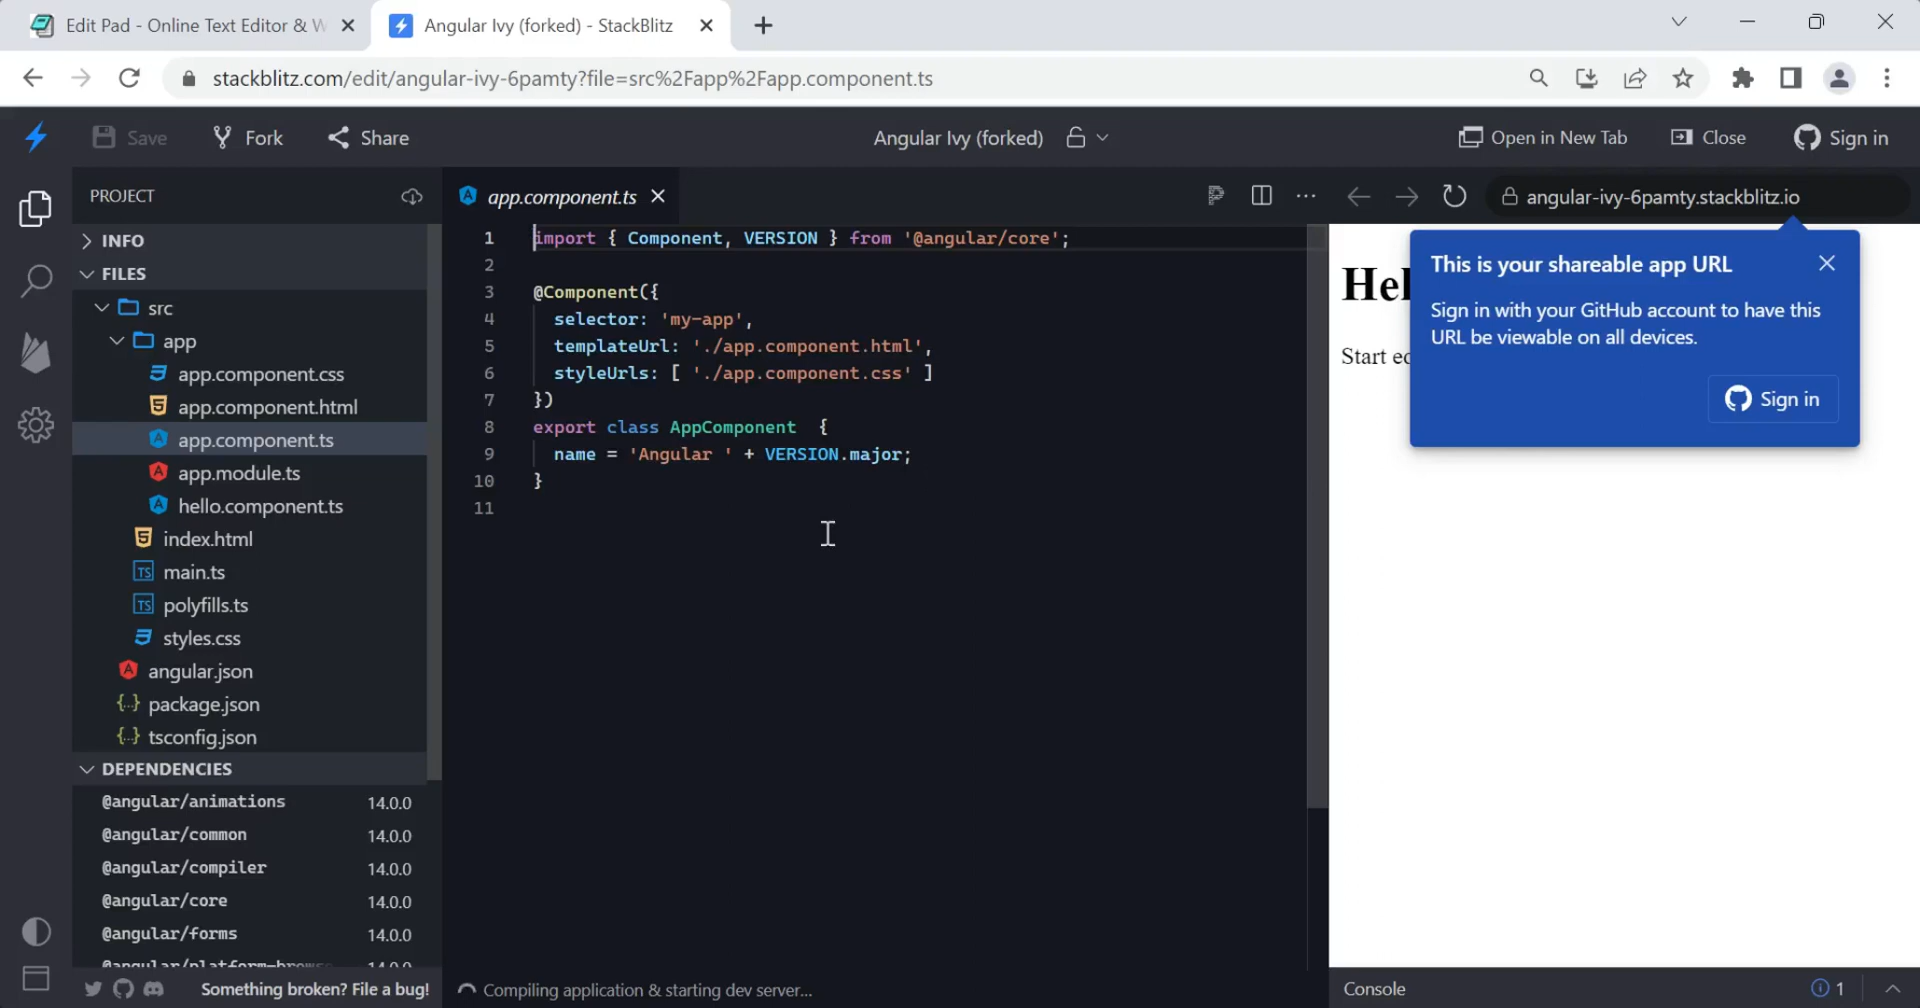 Edit Pad - Online Text Editor & W
Angular Ivy (forked) - StackBlitz
stackblitz.com/edit/angular-ivy-6pamty?file=src%2Fapp%2Fapp.component.ts
Save
Fork
Share
Angular Ivy (forked)
Open in New Tab
Close
Sign in
PROJECT
INFO
FILES
src
app
app.component.css
app.component.html
app.component.ts
app.module.ts
hello.component.ts
index.html
main.ts
polyfills.ts
styles.css
angular.json
package.json
tsconfig.json
DEPENDENCIES
@angular/animations 14.0.0
@angular/common 14.0.0
@angular/compiler 14.0.0
@angular/core 14.0.0
@angular/forms 14.0.0
Something broken? File a bug!
app.component.ts
1 import { Component, VERSION } from '@angular/core';
2
3 @Component({
4 selector: 'my-app',
5 templateUrl: './app.component.html',
6 styleUrls: [ './app.component.css' ]
7 })
8 export class AppComponent {
9 name = 'Angular ' + VERSION.major;
10 }
11
Compiling application & starting dev server...
angular-ivy-6pamty.stackblitz.io
Hel
Start ec
This is your shareable app URL
Sign in with your GitHub account to have this
URL be viewable on all devices.
Sign in
Console
1